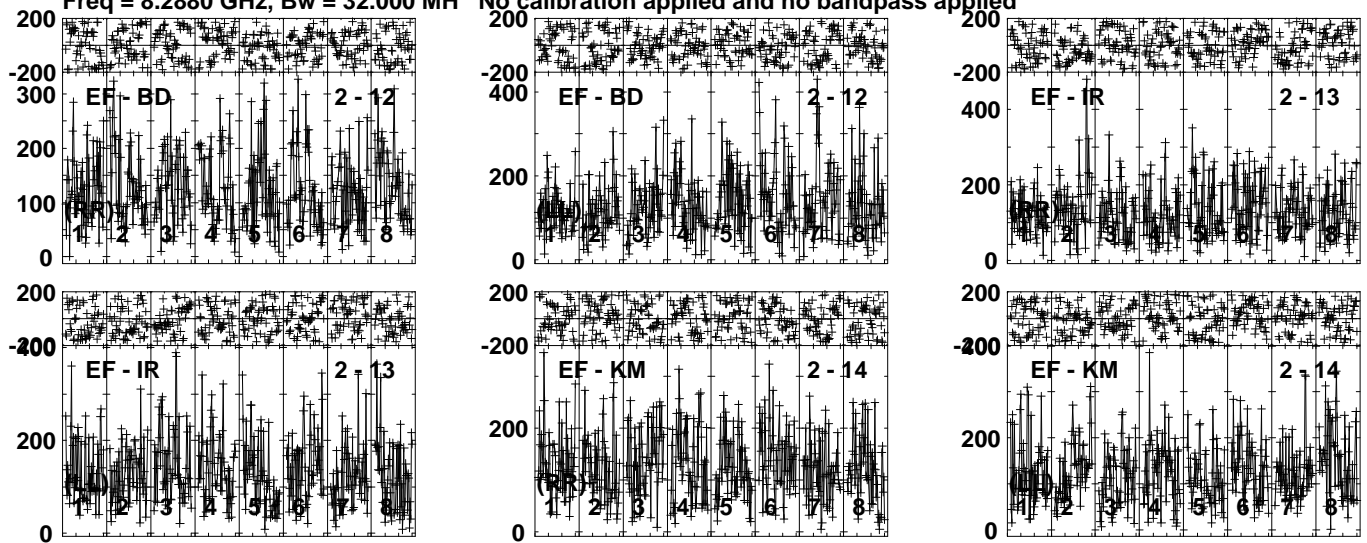 Freq = 8.2880 GHz, Bw = 32.000 MH No calibration applied and no bandpass applied
200 200 200
-200 -200 -200
300 EF - BD 2 - 12 400 EF - BD 2 - 12 400 EF - IR 2 - 13
200 200 200
100 (RR) (LL) (RR)
1 2 3 4 5 6 7 8 1 2 3 4 5 6 7 8 1 2 3 4 5 6 7 8
0 0 0
200 200 200
-200 -200 -200
400 EF - IR 2 - 13 EF - KM 2 - 14 400 EF - KM 2 - 14
200 200 200
(LL) (RR) (LL)
1 2 3 4 5 6 7 8 1 2 3 4 5 6 7 8 1 2 3 4 5 6 7 8
0 0 0